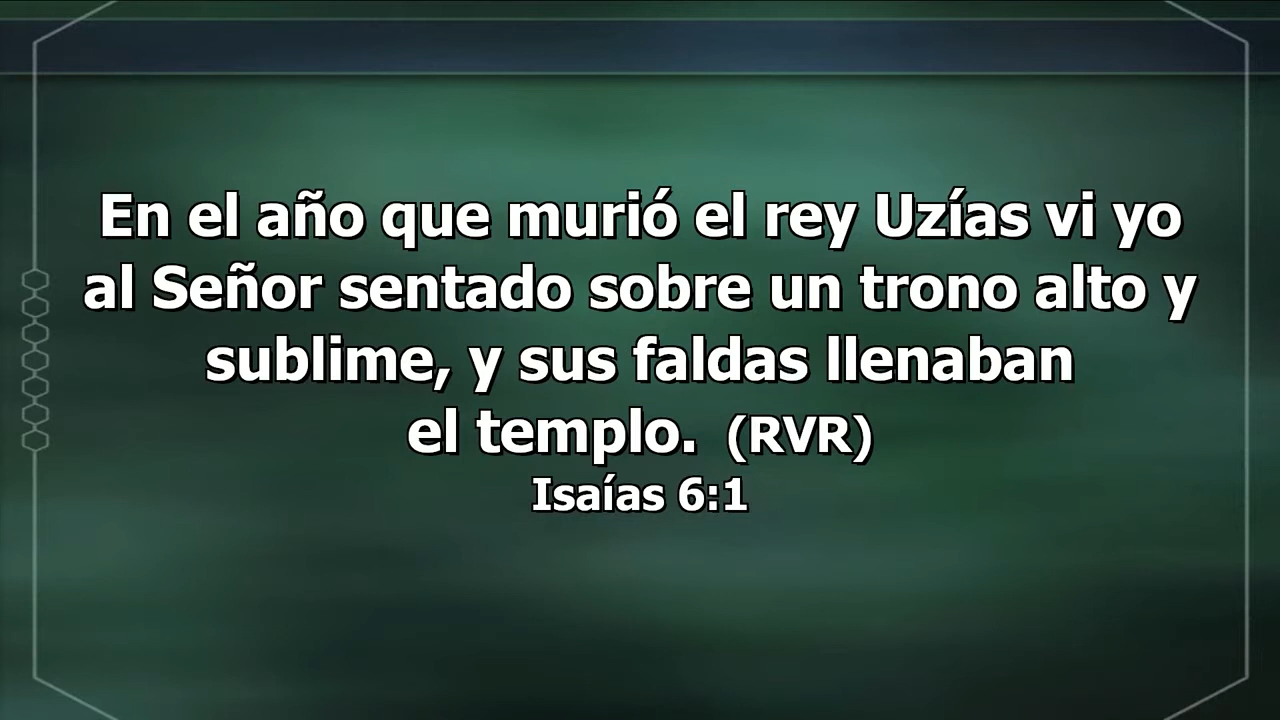 En el año que murió el rey Uzías vi yo
al Señor sentado sobre un trono alto y
sublime, y sus faldas llenaban
el templo. (RVR)
Isaías 6:1